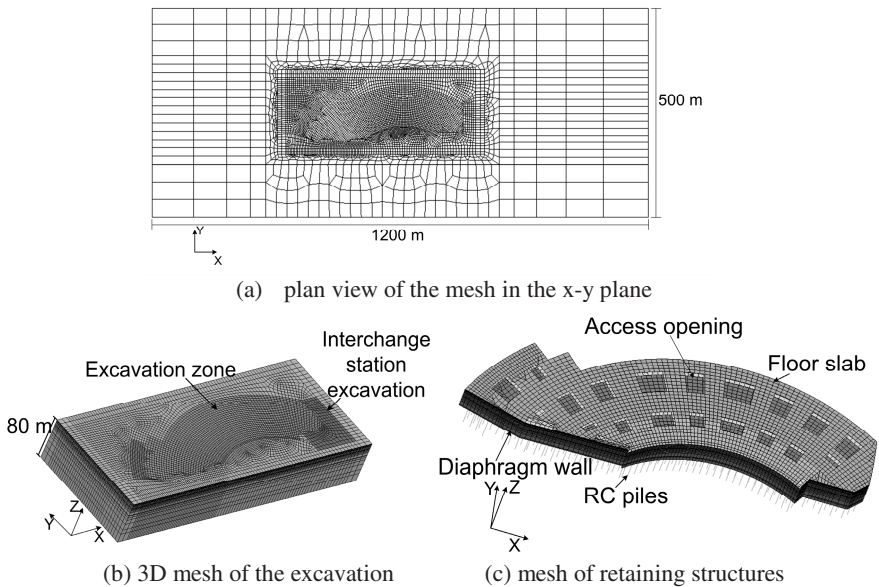 500 m
Y
X
1200 m
(a) plan view of the mesh in the x-y plane
Interchange
station
excavation
Excavation zone
80 m
Y
Z
X
(b) 3D mesh of the excavation
Access opening
Floor slab
Diaphragm wall
RC piles
Y
Z
X
(c) mesh of retaining structures